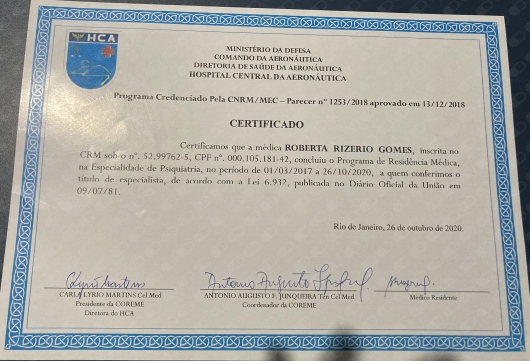 HCA
MINISTÉRIO DA DEFESA
COMANDO DA AERONÁUTICA
DIRETORIA DE SAÚDE DA AERONÁUTICA
HOSPITAL CENTRAL DA AERONÁUTICA
Programa Credenciado Pela CNRM/MEC – Parecer nº 1253/2018 aprovado em 13/12/2018
CERTIFICADO
Certificamos que a médica ROBERTA RIZERIO GOMES, inscrita no
CRM sob o nº. 52.99762-5, CPF nº. 000.105.181-42, concluiu o Programa de Residência Médica,
na Especialidade de Psiquiatria, no período de 01/03/2017 a 26/10/2020, a quem conferimos o
título de especialista, de acordo com a Lei 6.932, publicada no Diário Oficial da União em
09/07/81.
Rio de Janeiro, 26 de outubro de 2020.
CARLA LYRIO MARTINS Cel Med
Presidente da COREME
Diretora do HCA
ANTONIO AUGUSTO F. JUNQUEIRA Ten Cel Med
Coordenador da COREME
Médico Residente